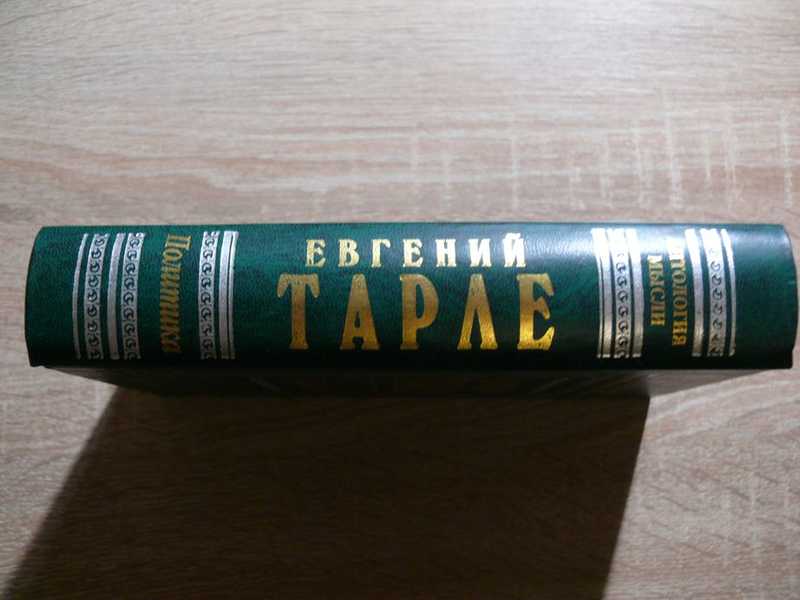 АНТОЛОГИЯ
МЫСЛИ
ЕВГЕНИЙ
ТАРЛЕ
Политика